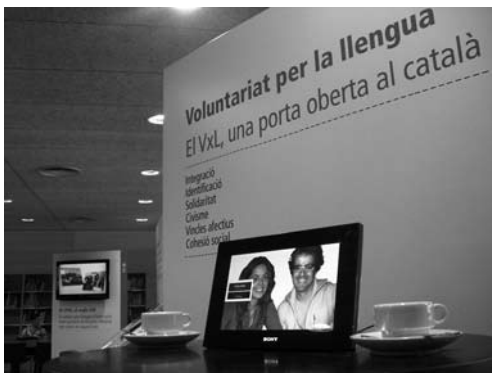 Voluntariat per la llengua
El VxL, una porta oberta al català
Integració
Identificació
Solidaritat
Civisme
Vincles afectius
Cohesió social
SONY